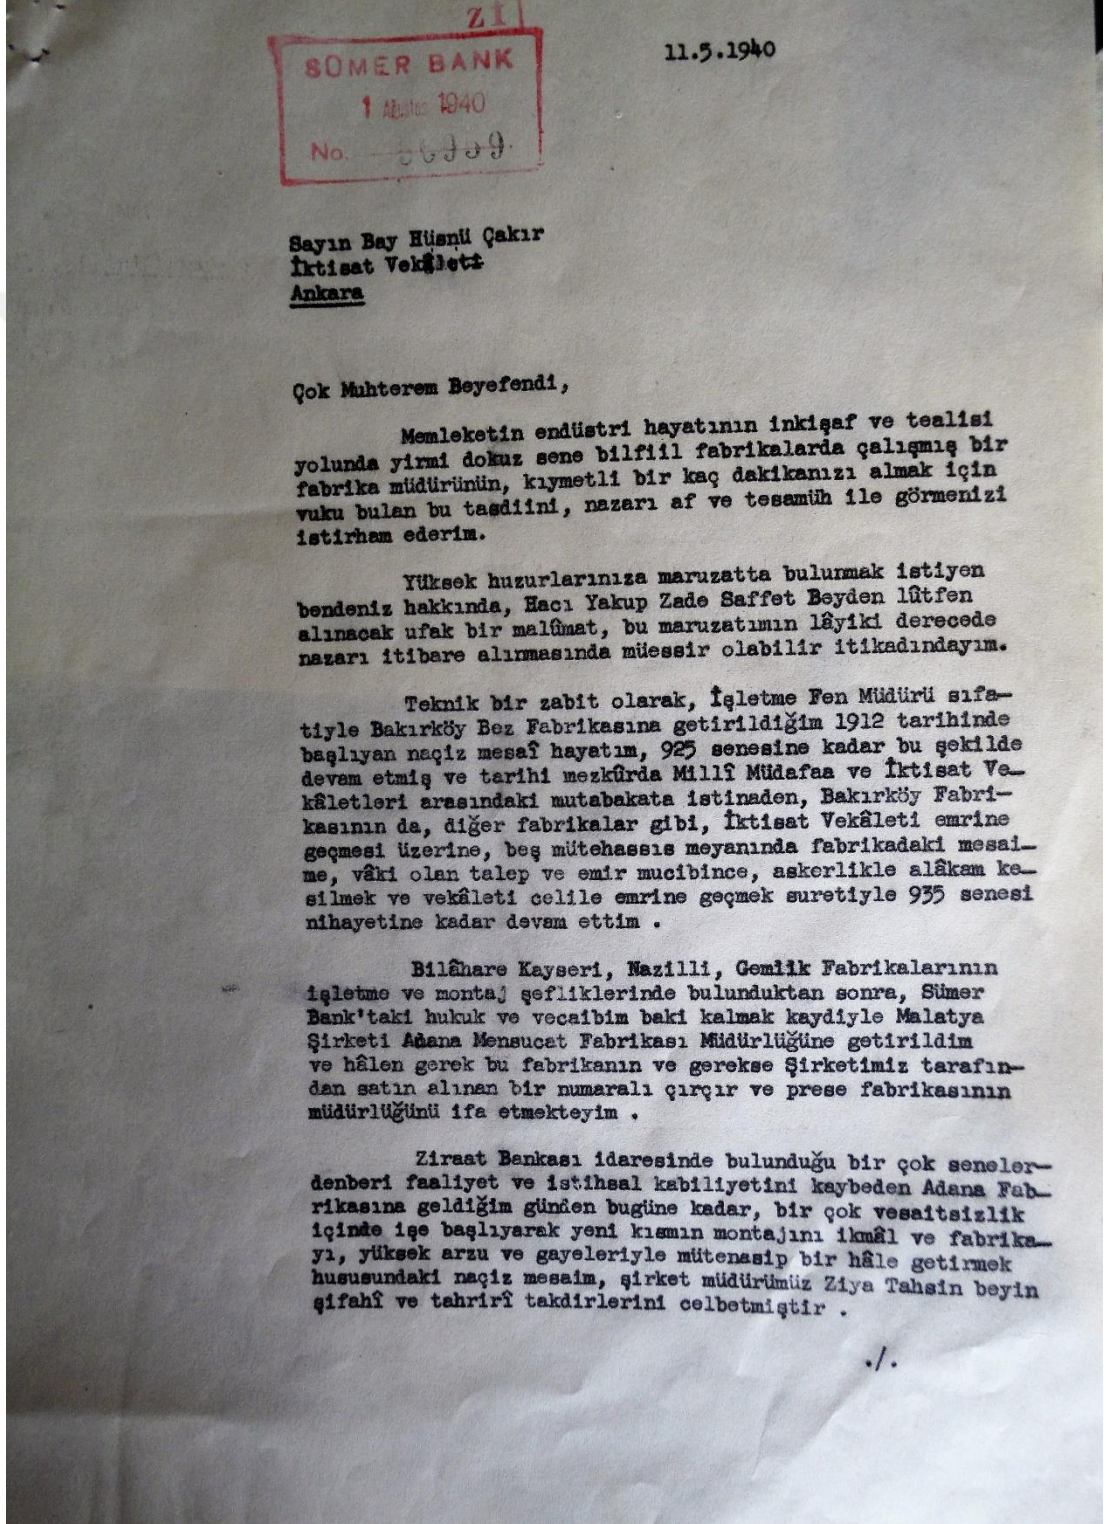 11.5.1940
SÜMER BANK
1 Ağustos 1940
No.
Sayın Bay Hüsnü Çakır
İktisat Vekâleti
Ankara
Çok Muhterem Beyefendi,
Memleketin endüstri hayatının inkişaf ve tealisi
yolunda yirmi dokuz sene bilfiil fabrikalarda çalışmış bir
fabrika müdürünün, kıymetli bir kaç dakikanızı almak için
vuku bulan bu tasdiini, nazarı af ve tesamüh ile görmenizi
istirham ederim.
Yüksek huzurlarınıza maruzatta bulunmak istiyen
bendeniz hakkında, Hacı Yakup Zade Saffet Beyden lûtfen
alınacak ufak bir malûmat, bu maruzatımın lâyiki derecede
nazarı itibare alınmasında müessir olabilir itikadındayım.
Teknik bir zabit olarak, İşletme Fen Müdürü sıfa-
tiyle Bakırköy Bez Fabrikasına getirildiğim 1912 tarihinde
başlıyan naçiz mesaî hayatım, 925 senesine kadar bu şekilde
devam etmiş ve tarihi mezkûrda Millî Müdafaa ve İktisat Ve-
kâletleri arasındaki mutabakata istinaden, Bakırköy Fabri-
kasının da, diğer fabrikalar gibi, İktisat Vekâleti emrine
geçmesi üzerine, beş mütehassıs meyanında fabrikadaki mesai-
me, vâki olan talep ve emir mucibince, askerlikle alâkam ke-
silmek ve vekâleti celile emrine geçmek suretiyle 935 senesi
nihayetine kadar devam ettim .
Bilâhare Kayseri, Nazilli, Gemlik Fabrikalarının
işletme ve montaj şefliklerinde bulunduktan sonra, Sümer
Bank'taki hukuk ve vecaibim baki kalmak kaydiyle Malatya
Şirketi Adana Mensucat Fabrikası Müdürlüğüne getirildim
ve hâlen gerek bu fabrikanın ve gerekse Şirketimiz tarafın-
dan satın alınan bir numaralı çırçır ve prese fabrikasının
müdürlüğünü ifa etmekteyim .
Ziraat Bankası idaresinde bulunduğu bir çok seneler-
denberi faaliyet ve istihsal kabiliyetini kaybeden Adana Fab-
rikasına geldiğim günden bugüne kadar, bir çok vesaitsizlik
içinde işe başlıyarak yeni kısmın montajını ikmâl ve fabrika-
yı, yüksek arzu ve gayeleriyle mütenasip bir hâle getirmek
hususundaki naçiz mesaim, şirket müdürümüz Ziya Tahsin beyin
şifahî ve tahrirî takdirlerini celbetmiştir .
./.